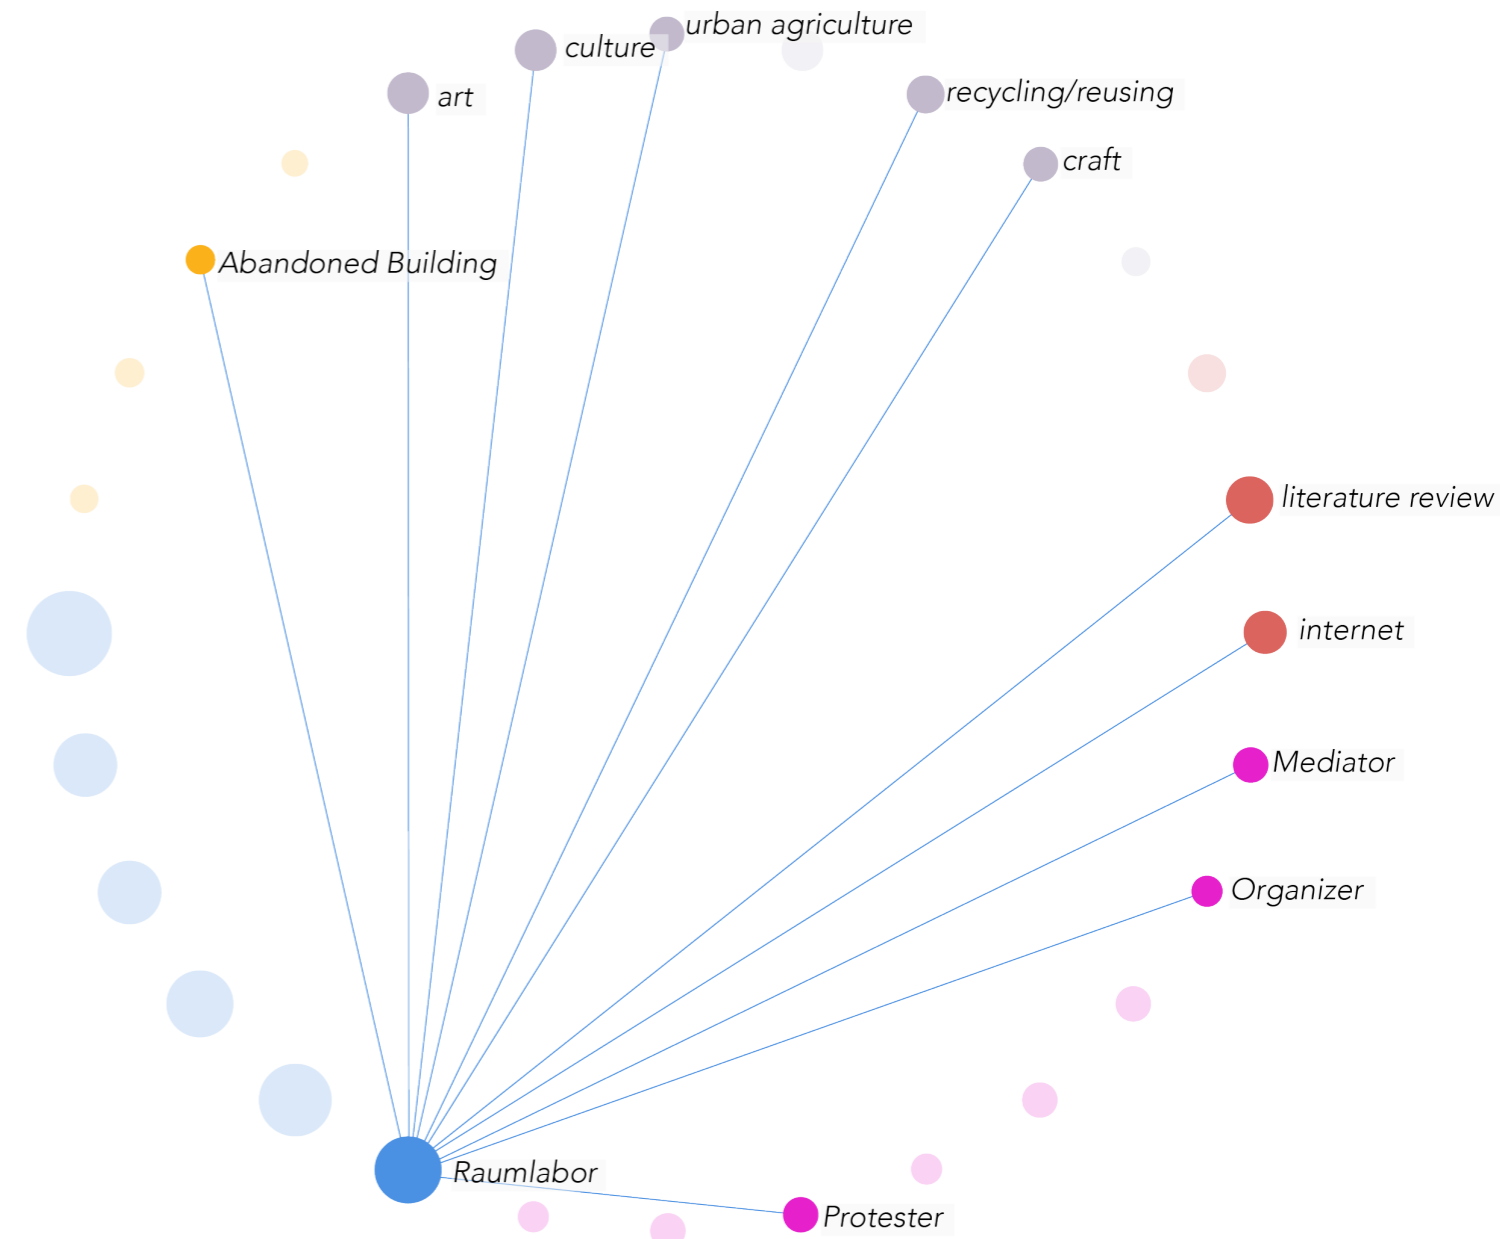 urban agriculture
culture
art
recycling/reusing
craft
Abandoned Building
literature review
internet
Mediator
Organizer
Raumlabor
Protester